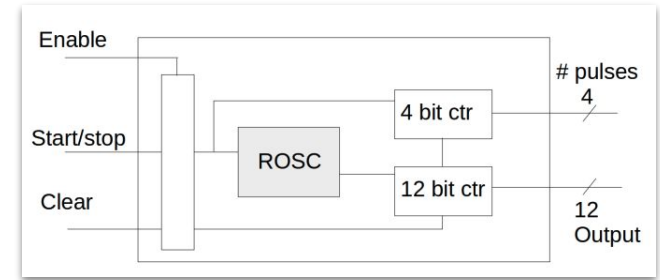 Enable
Start/stop
Clear
ROSC
4 bit ctr
12 bit ctr
# pulses
4
12
Output